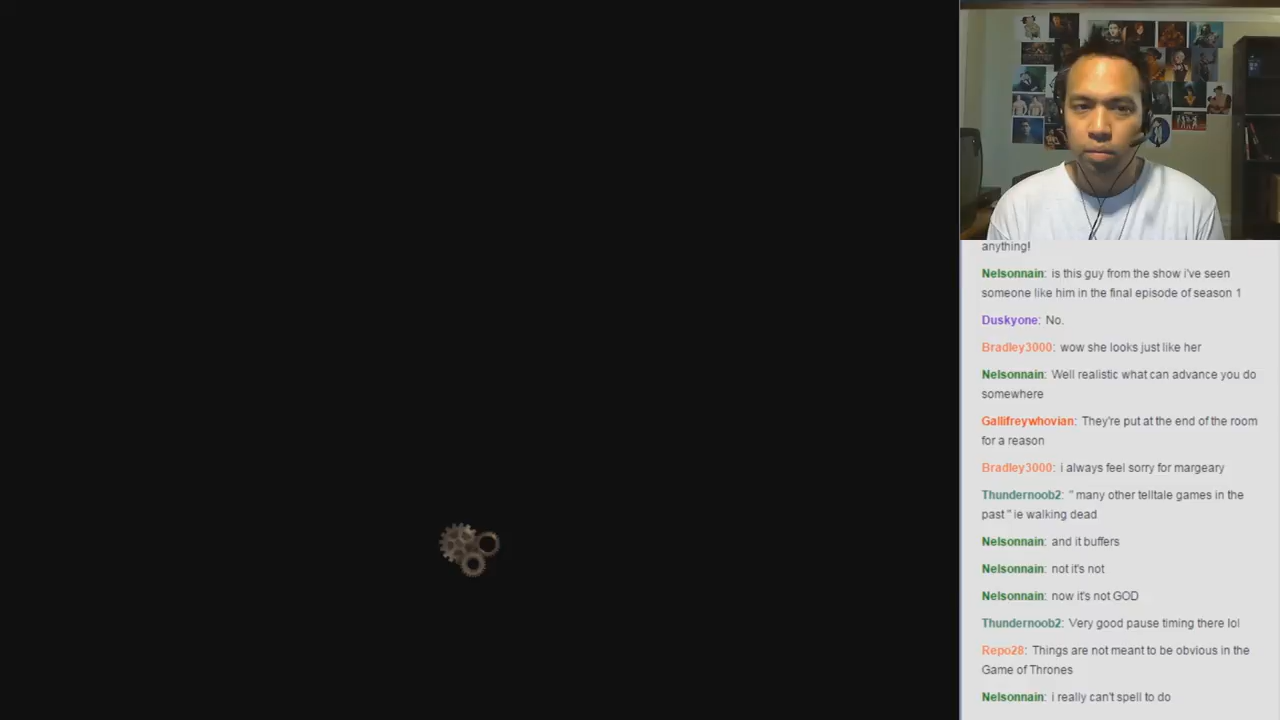 anything!
Nelsonnain: is this guy from the show i've seen
someone like him in the final episode of season 1
Duskyone: No.
Bradley3000: wow she looks just like her
Nelsonnain: Well realistic what can advance you do
somewhere
Gallifreywhovian: They're put at the end of the room
for a reason
Bradley3000: i always feel sorry for margeary
Thundernoob2: " many other telltale games in the
past " ie walking dead
Nelsonnain: and it buffers
Nelsonnain: not it's not
Nelsonnain: now it's not GOD
Thundernoob2: Very good pause timing there lol
Repo28: Things are not meant to be obvious in the
Game of Thrones
Nelsonnain: i really can't spell to do